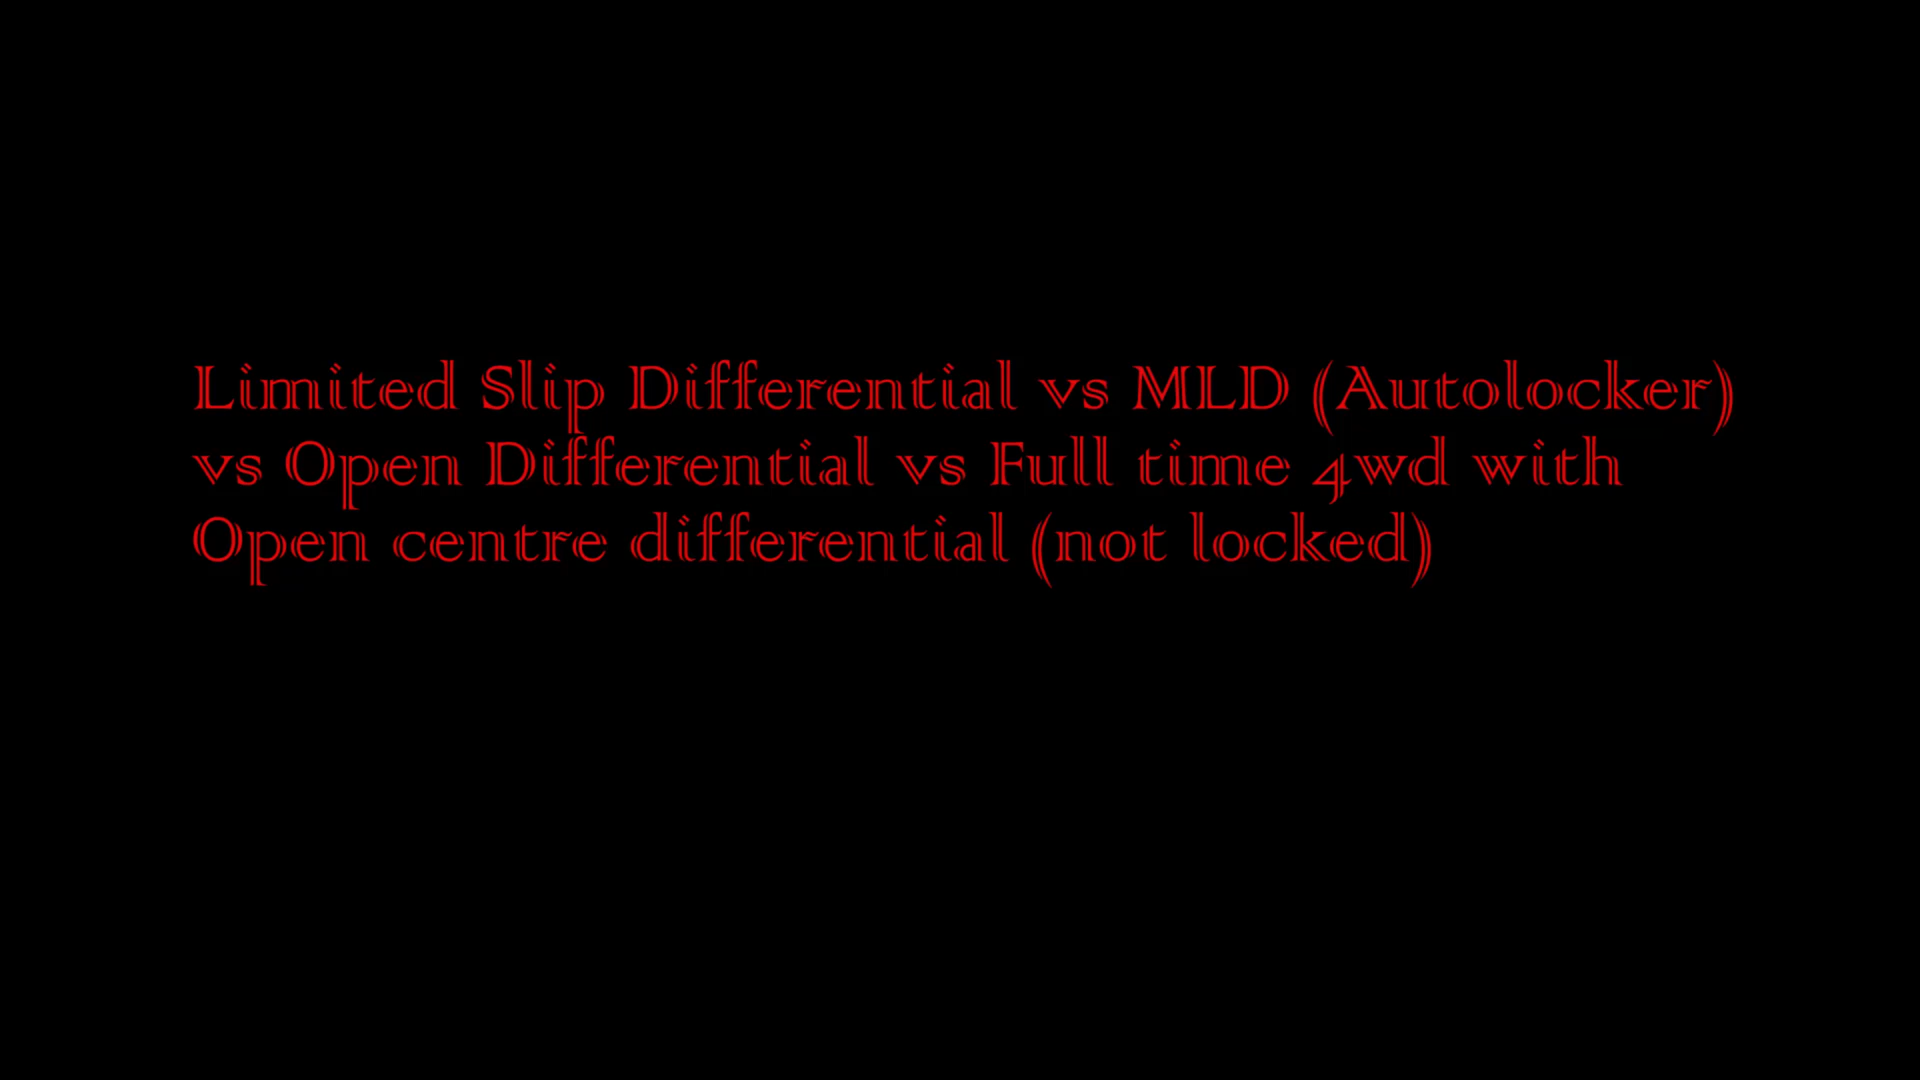 Limited Slip Differential vs MLD (Autolocker)
vs Open Differential vs Full time 4wd with
Open centre differential (not locked)